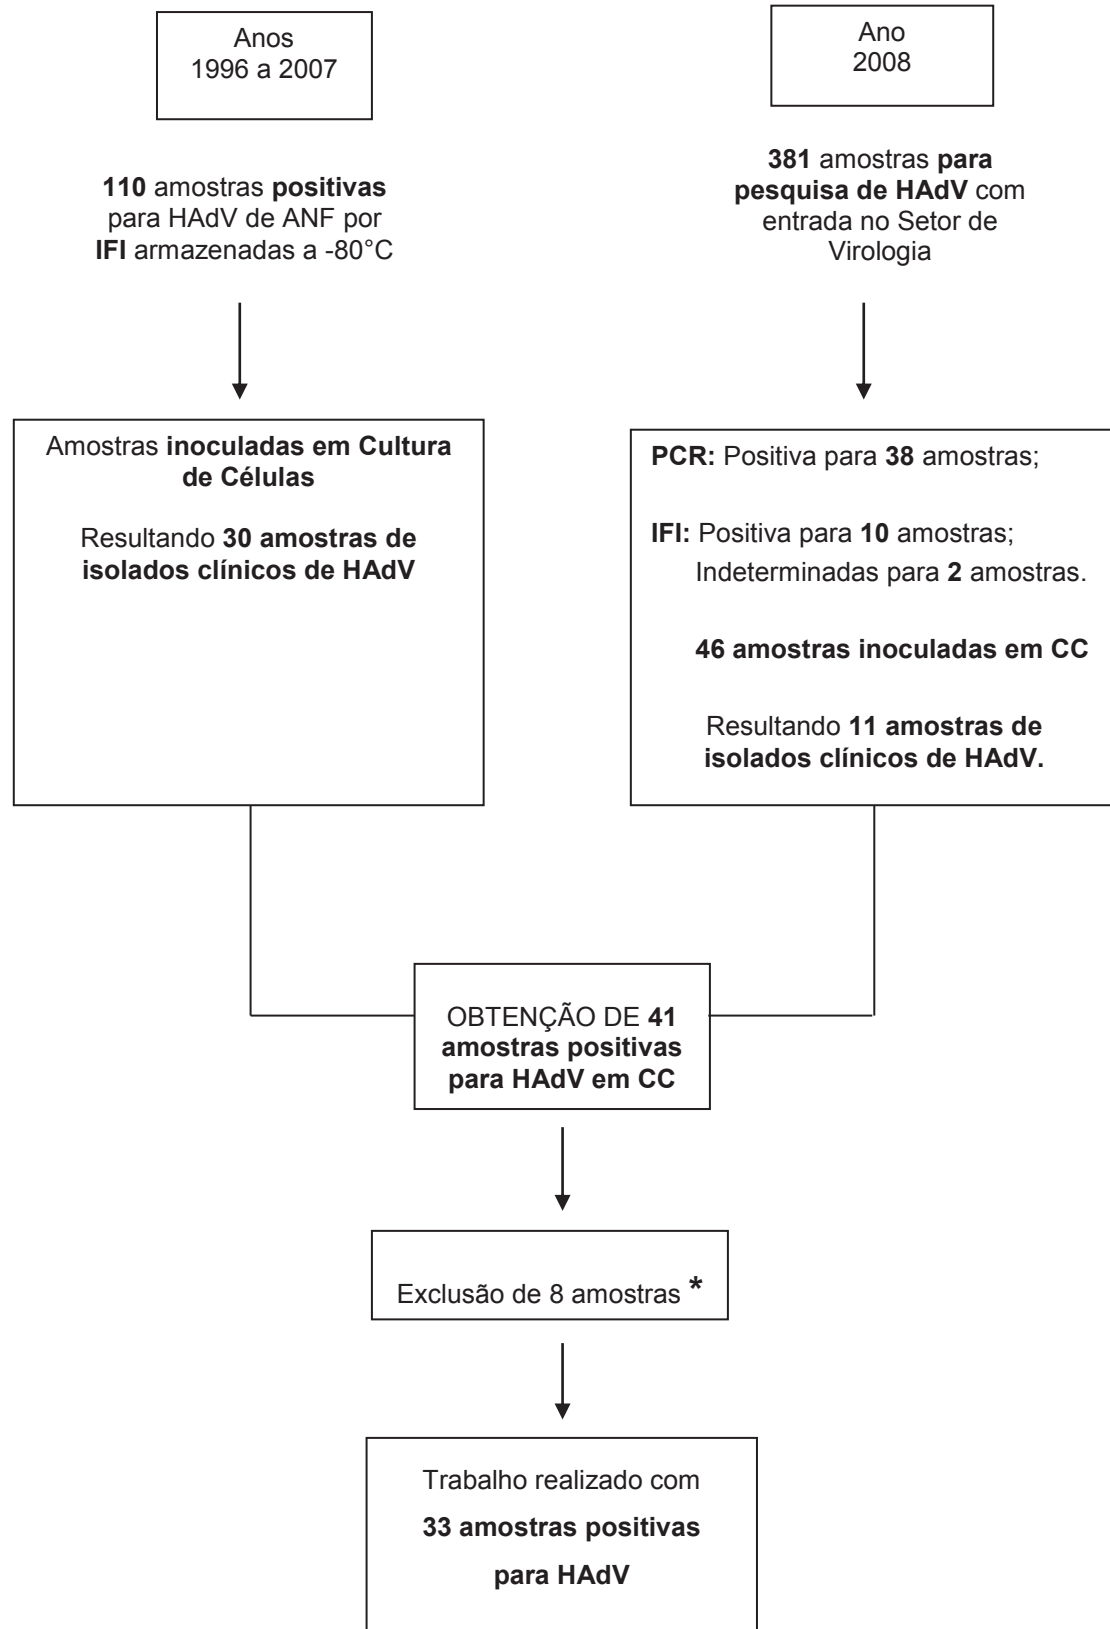 Anos
1996 a 2007
110 amostras positivas
para HAdV de ANF por
IFI armazenadas a -80°C
Amostras inoculadas em Cultura
de Células
Resultando 30 amostras de
isolados clínicos de HAdV
Ano
2008
381 amostras para
pesquisa de HAdV com
entrada no Setor de
Virologia
PCR: Positiva para 38 amostras;
IFI: Positiva para 10 amostras;
Indeterminadas para 2 amostras.
46 amostras inoculadas em CC
Resultando 11 amostras de
isolados clínicos de HAdV.
OBTENÇÃO DE 41
amostras positivas
para HAdV em CC
Exclusão de 8 amostras *
Trabalho realizado com
33 amostras positivas
para HAdV